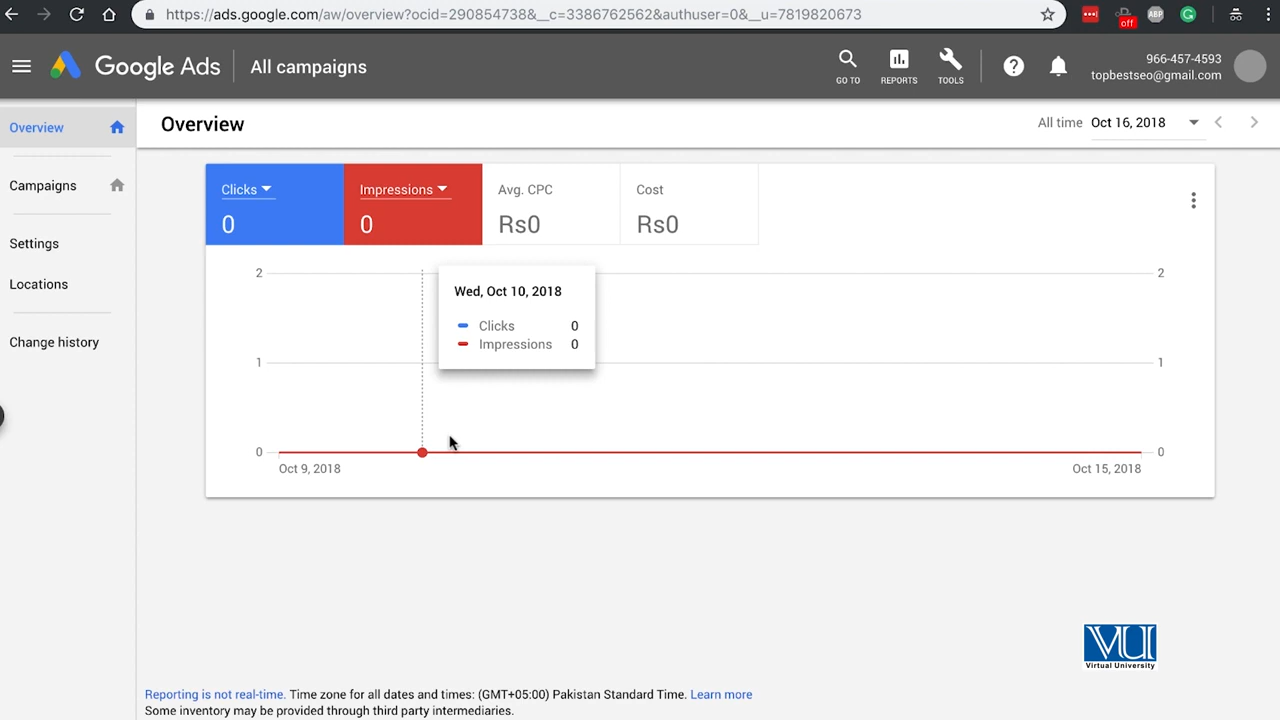 https://ads.google.com/aw/overview?ocid=290854738&__c=3386762562&authuser=0&__u=7819820673
off
ABP
Google Ads
All campaigns
GO TO
REPORTS
TOOLS
966-457-4593
topbestseo@gmail.com
Overview
Campaigns
Settings
Locations
Change history
Overview
All time Oct 16, 2018
Clicks
0
Impressions
0
Avg. CPC
Rs0
Cost
Rs0
2
2
Wed, Oct 10, 2018
Clicks 0
Impressions 0
1
1
0
0
Oct 9, 2018
Oct 15, 2018
VU
Virtual University
Reporting is not real-time. Time zone for all dates and times: (GMT+05:00) Pakistan Standard Time. Learn more
Some inventory may be provided through third party intermediaries.